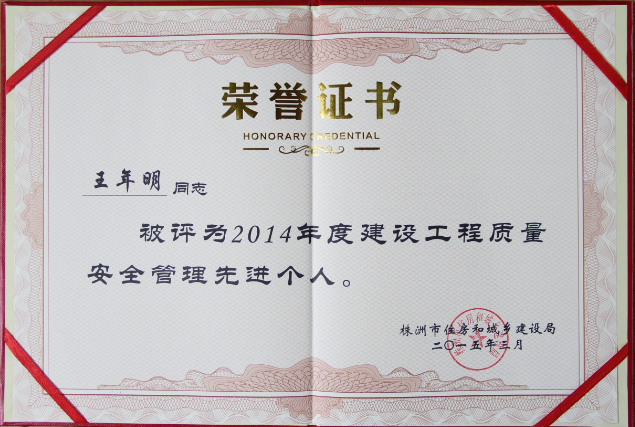 荣誉证书
HONORARY CREDENTIAL
王年明 同志
被评为2014年度建设工程质量
安全管理先进个人。
株洲市住房和城乡建设局
二〇一五年三月